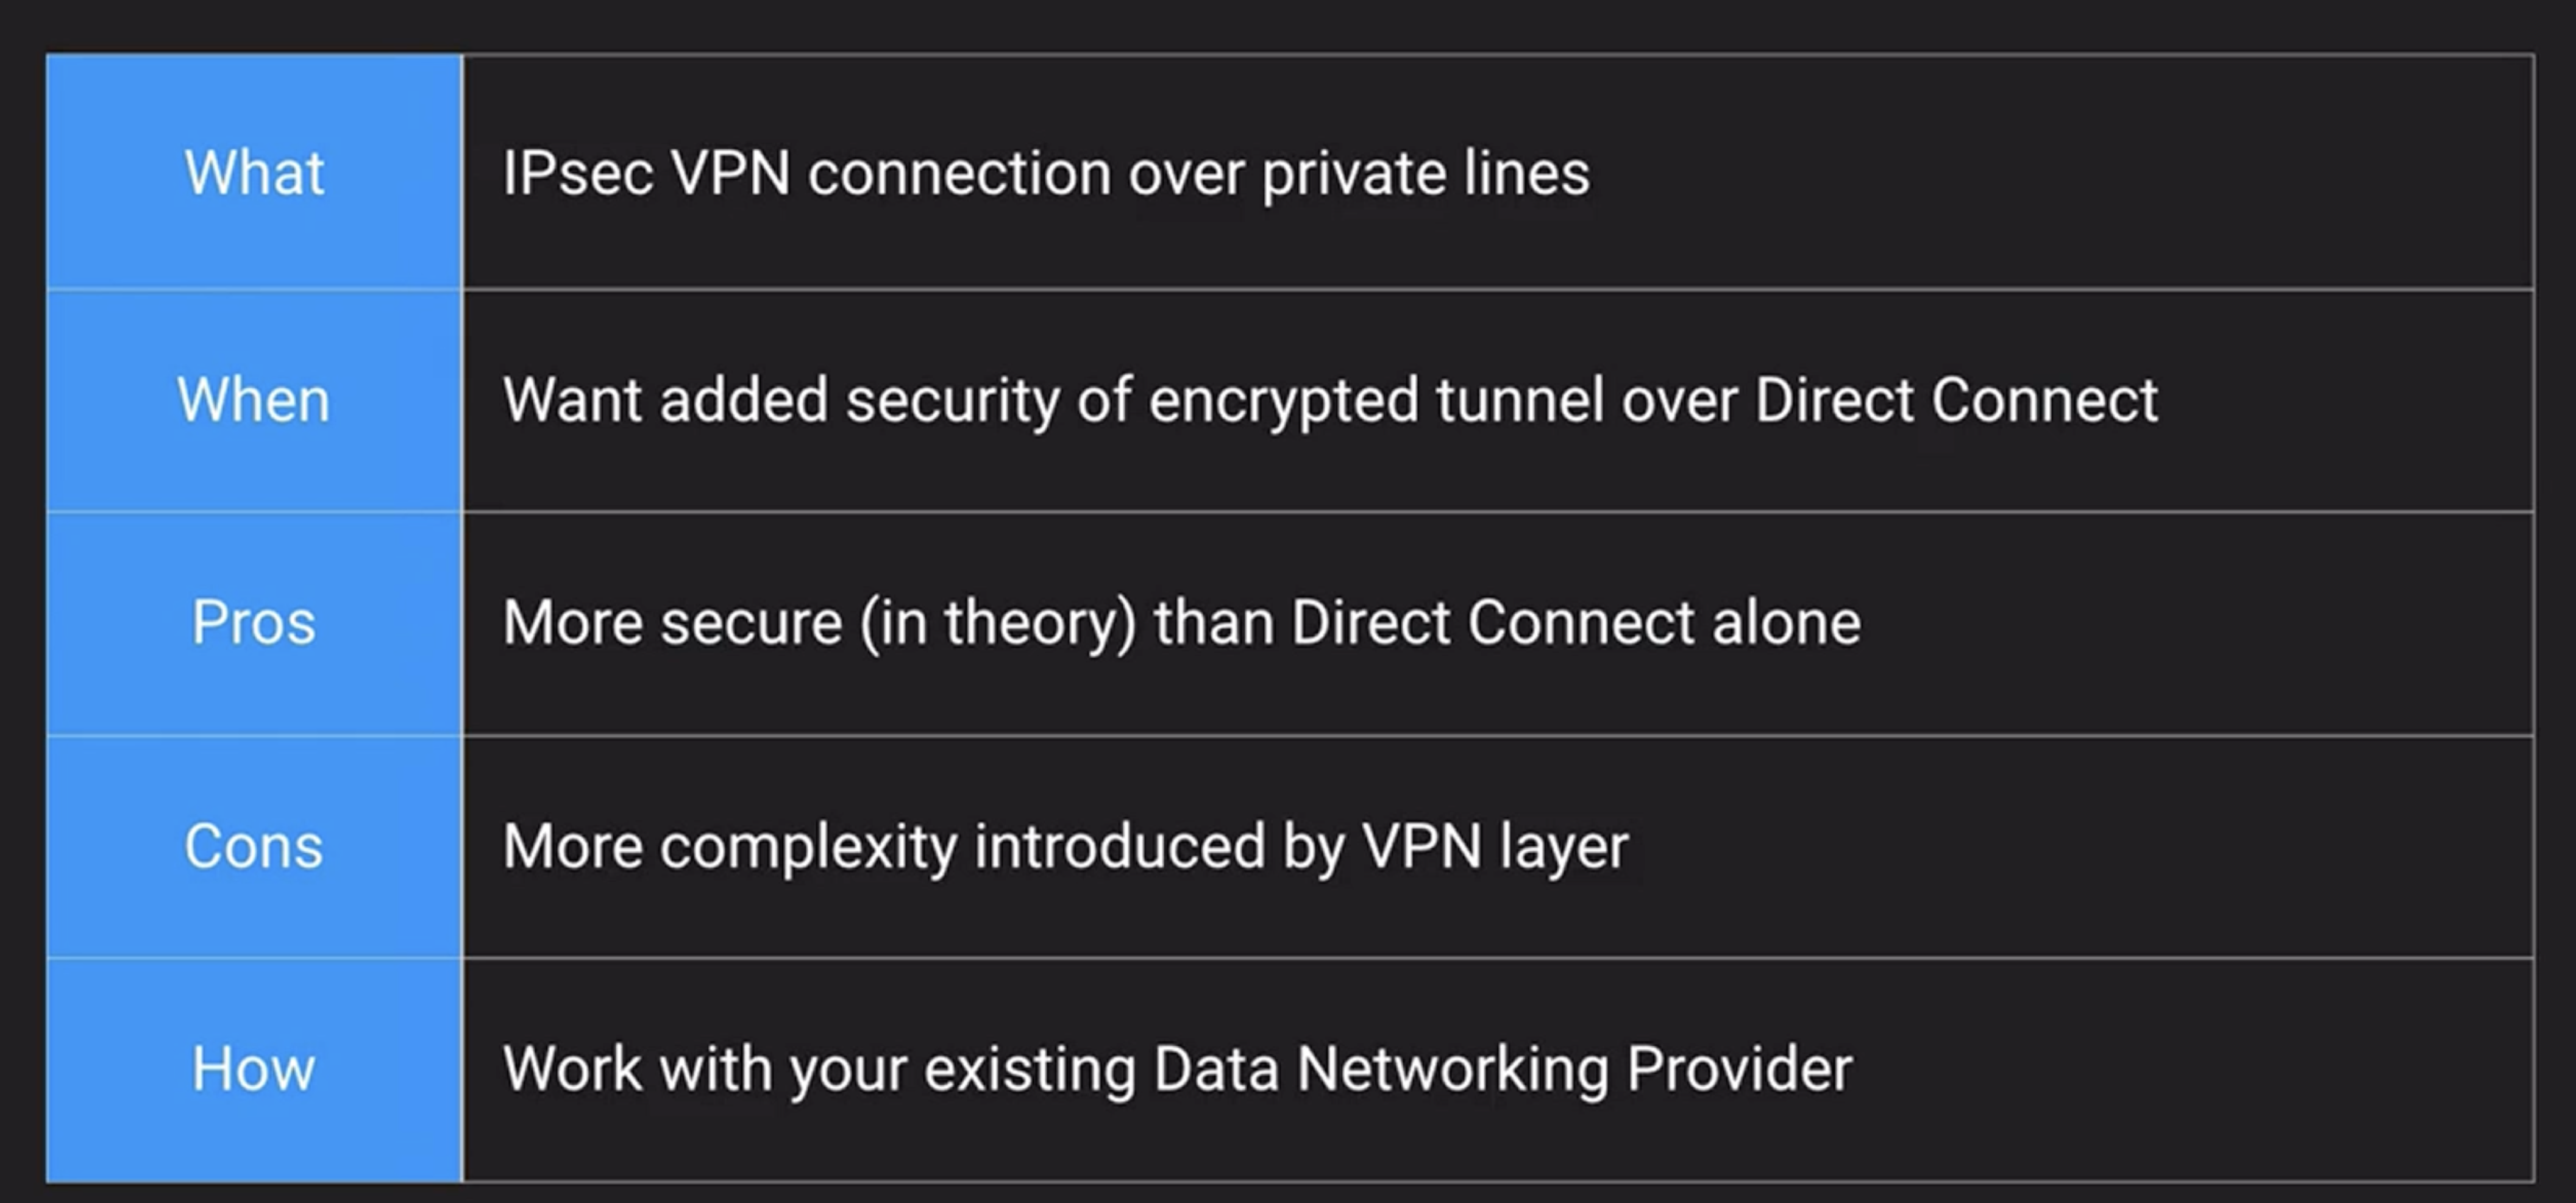 What
IPsec VPN connection over private lines
When
Want added security of encrypted tunnel over Direct Connect
Pros
More secure (in theory) than Direct Connect alone
Cons
More complexity introduced by VPN layer
How
Work with your existing Data Networking Provider